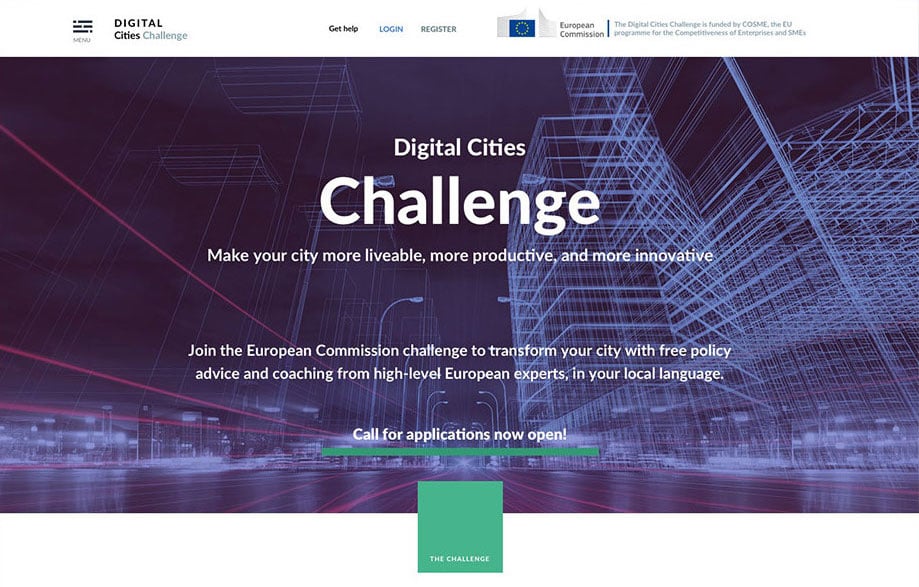 MENU
DIGITAL
Cities Challenge
Get help
LOGIN
REGISTER
European
Commission
The Digital Cities Challenge is funded by COSME, the EU
programme for the Competitiveness of Enterprises and SMEs
Digital Cities
Challenge
Make your city more liveable, more productive, and more innovative
Join the European Commission challenge to transform your city with free policy
advice and coaching from high-level European experts, in your local language.
Call for applications now open!
THE CHALLENGE